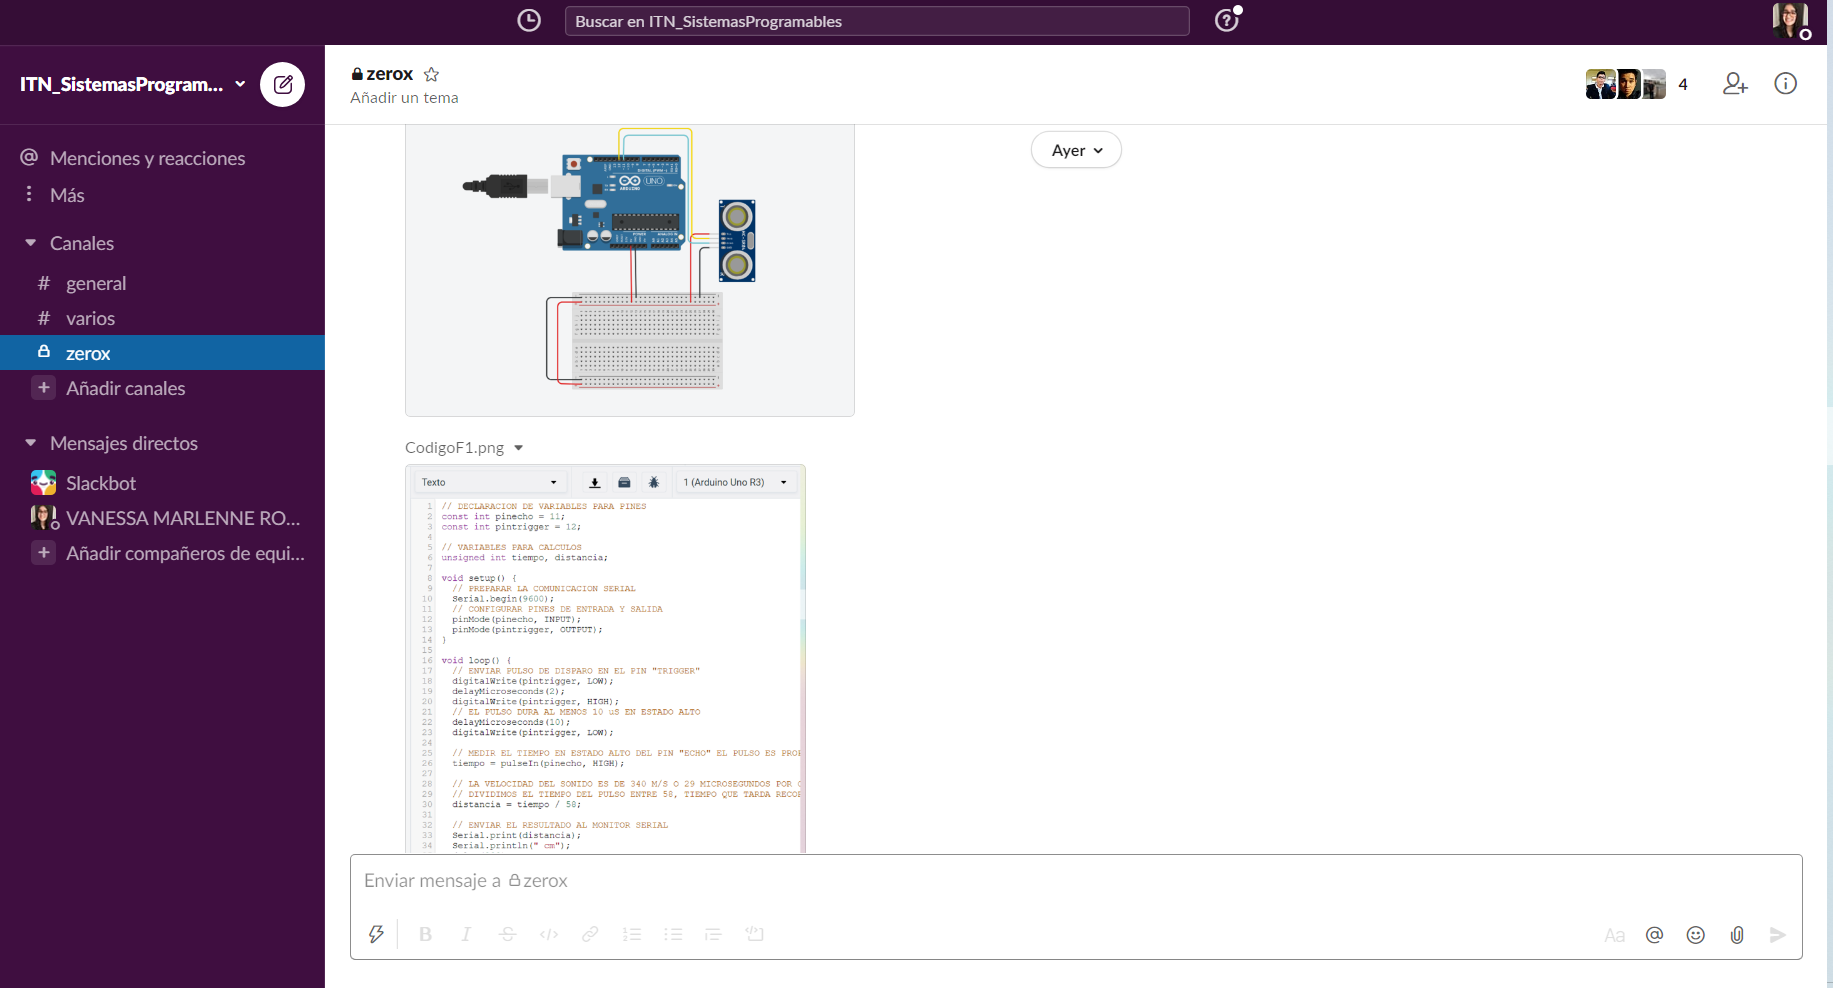 Buscar en ITN_SistemasProgramables
ITN_SistemasProgram...
Menciones y reacciones
Más
Canales
# general
# varios
zerox
+ Añadir canales
Mensajes directos
Slackbot
VANESSA MARLENNE RO...
+ Añadir compañeros de equi...
zerox
Añadir un tema
4
Ayer
UNO
CodigoF1.png
Texto
1 (Arduino Uno R3)
1 // DECLARACION DE VARIABLES PARA PINES
2 const int pinecho = 11;
3 const int pintrigger = 12;
4
5 // VARIABLES PARA CALCULOS
6 unsigned int tiempo, distancia;
7
8 void setup() {
9 // PREPARAR LA COMUNICACION SERIAL
10 Serial.begin(9600);
11 // CONFIGURAR PINES DE ENTRADA Y SALIDA
12 pinMode(pinecho, INPUT);
13 pinMode(pintrigger, OUTPUT);
14 }
15
16 void loop() {
17 // ENVIAR PULSO DE DISPARO EN EL PIN "TRIGGER"
18 digitalWrite(pintrigger, LOW);
19 delayMicroseconds(2);
20 digitalWrite(pintrigger, HIGH);
21 // EL PULSO DURA AL MENOS 10 uS EN ESTADO ALTO
22 delayMicroseconds(10);
23 digitalWrite(pintrigger, LOW);
24
25 // MEDIR EL TIEMPO EN ESTADO ALTO DEL PIN "ECHO" EL PULSO ES PRO
26 tiempo = pulseIn(pinecho, HIGH);
27
28 // LA VELOCIDAD DEL SONIDO ES DE 340 M/S O 29 MICROSEGUNDOS POR
29 // DIVIDIMOS EL TIEMPO DEL PULSO ENTRE 58, TIEMPO QUE TARDA RECO
30 distancia = tiempo / 58;
31
32 // ENVIAR EL RESULTADO AL MONITOR SERIAL
33 Serial.print(distancia);
34 Serial.println(" cm");
Enviar mensaje a zerox
B I S </> Aa @